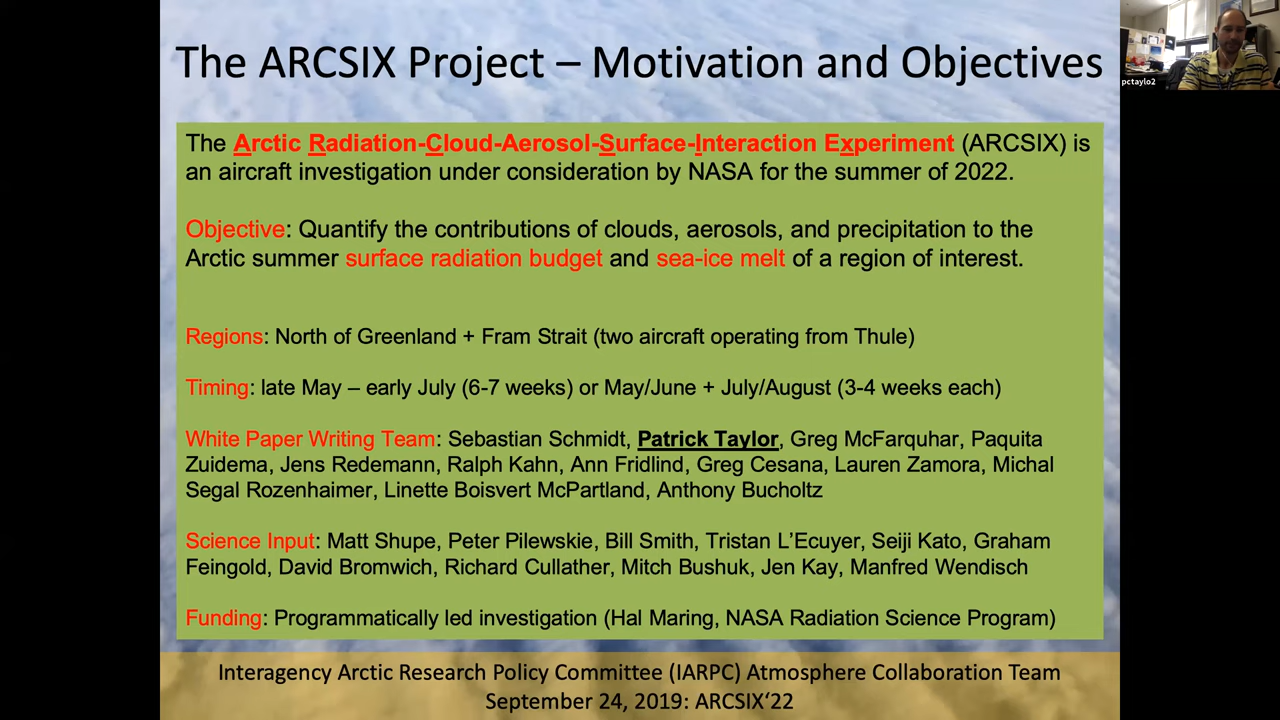 The ARCSIX Project – Motivation and Objectives
pctaylo2
The Arctic Radiation-Cloud-Aerosol-Surface-Interaction Experiment (ARCSIX) is
an aircraft investigation under consideration by NASA for the summer of 2022.
Objective: Quantify the contributions of clouds, aerosols, and precipitation to the
Arctic summer surface radiation budget and sea-ice melt of a region of interest.
Regions: North of Greenland + Fram Strait (two aircraft operating from Thule)
Timing: late May – early July (6-7 weeks) or May/June + July/August (3-4 weeks each)
White Paper Writing Team: Sebastian Schmidt, Patrick Taylor, Greg McFarquhar, Paquita
Zuidema, Jens Redemann, Ralph Kahn, Ann Fridlind, Greg Cesana, Lauren Zamora, Michal
Segal Rozenhaimer, Linette Boisvert McPartland, Anthony Bucholtz
Science Input: Matt Shupe, Peter Pilewskie, Bill Smith, Tristan L’Ecuyer, Seiji Kato, Graham
Feingold, David Bromwich, Richard Cullather, Mitch Bushuk, Jen Kay, Manfred Wendisch
Funding: Programmatically led investigation (Hal Maring, NASA Radiation Science Program)
Interagency Arctic Research Policy Committee (IARPC) Atmosphere Collaboration Team
September 24, 2019: ARCSIX‘22